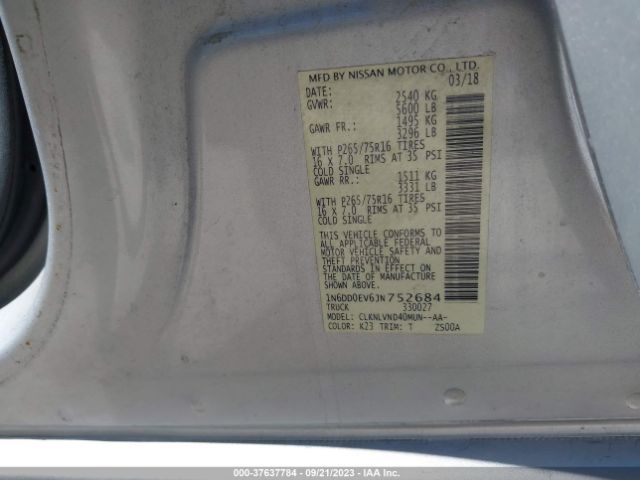 MFD BY NISSAN MOTOR CO., LTD.
DATE: 03/18
GVWR: 2540 KG
5600 LB
GAWR FR.: 1495 KG
3296 LB
WITH P265/75R16 TIRES
16 X 7.0 RIMS AT 35 PSI
COLD SINGLE
GAWR RR.: 1511 KG
3331 LB
WITH P265/75R16 TIRES
16 X 7.0 RIMS AT 35 PSI
COLD SINGLE
THIS VEHICLE CONFORMS TO
ALL APPLICABLE FEDERAL
MOTOR VEHICLE SAFETY AND
THEFT PREVENTION
STANDARDS IN EFFECT ON
THE DATE OF MANUFACTURE
SHOWN ABOVE.
1N6DD0EV6JN752684
TRUCK 330027
MODEL: CLKNLVND40MUN--AA-
COLOR: K23 TRIM: T ZS00A
000-37637784 - 09/21/2023 - IAA Inc.